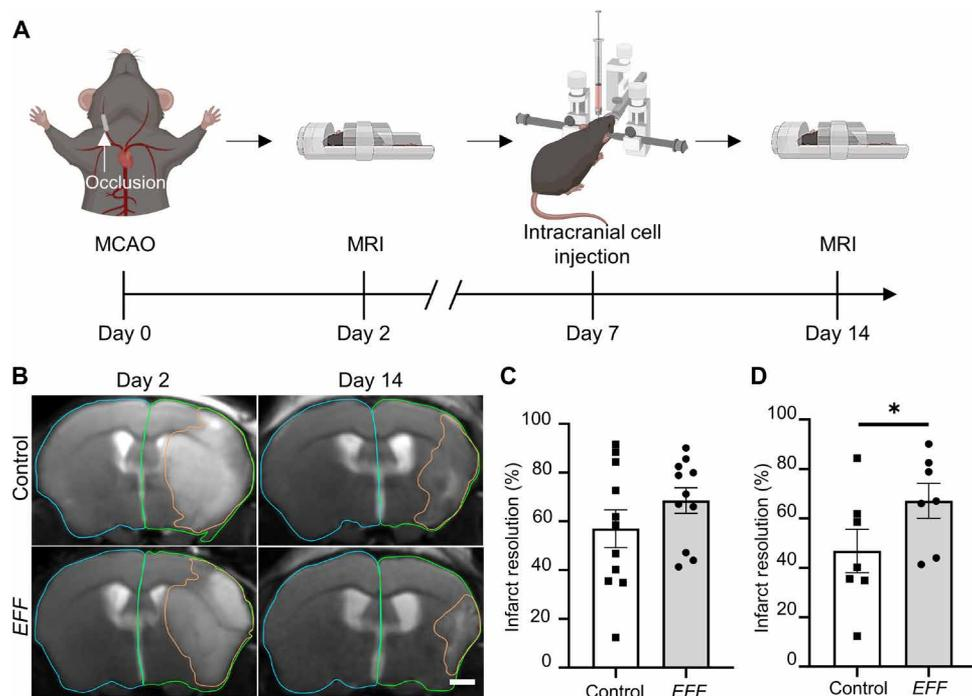 A
Occlusion
MCAO
MRI
Intracranial cell
injection
MRI
Day 0
Day 2
Day 7
Day 14
B
Day 2
Day 14
Control
EFF
C
Infarct resolution (%)
100
80
60
40
20
0
Control
EFF
D
*
Infarct resolution (%)
100
80
60
40
20
0
Control
EFF